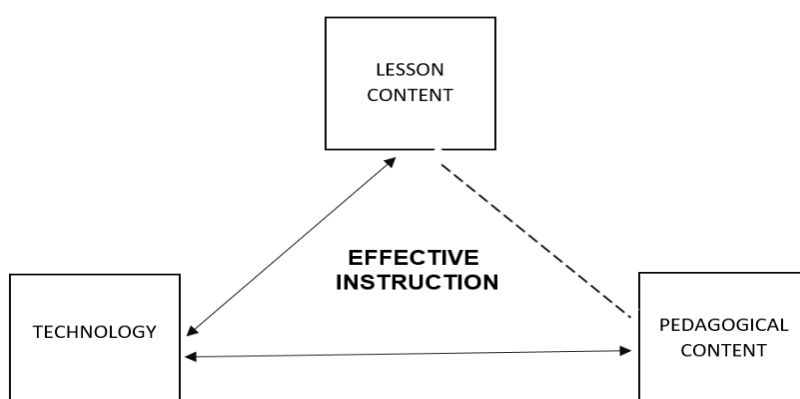 LESSON
CONTENT
EFFECTIVE
INSTRUCTION
TECHNOLOGY
PEDAGOGICAL
CONTENT